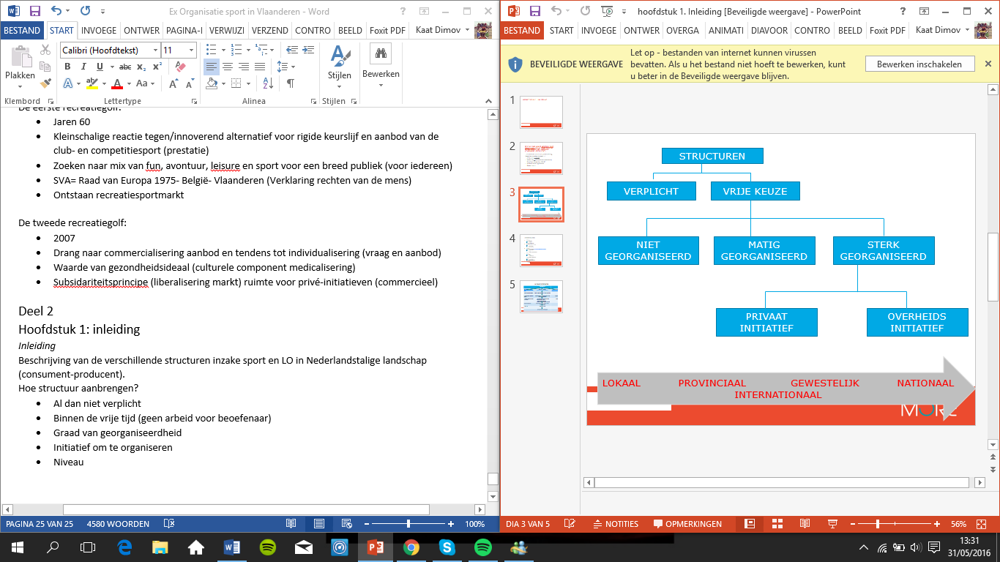 Ex Organisatie sport in Vlaanderen - Word
BESTAND START INVOEGE ONTWER PAGINA-I VERWIJZI VERZEND CONTRO BEELD Foxit PDF Kaat Dimov
Plakken
Calibri (Hoofdtekst) 11
B I U abc x₂ x²
A aby A Aa A A
Stijlen
Bewerken
Klembord Lettertype Alinea Stijlen
De eerste recreatiegolf:
• Jaren 60
• Kleinschalige reactie tegen/innoverend alternatief voor rigide keurslijf en aanbod van de
club- en competitiesport (prestatie)
• Zoeken naar mix van fun, avontuur, leisure en sport voor een breed publiek (voor iedereen)
• SVA= Raad van Europa 1975- België- Vlaanderen (Verklaring rechten van de mens)
• Ontstaan recreatiesportmarkt
De tweede recreatiegolf:
• 2007
• Drang naar commercialisering aanbod en tendens tot individualisering (vraag en aanbod)
• Waarde van gezondheidsideaal (culturele component medicalisering)
• Subsidariteitsprincipe (liberalisering markt) ruimte voor privé-initiatieven (commercieel)
Deel 2
Hoofdstuk 1: inleiding
Inleiding
Beschrijving van de verschillende structuren inzake sport en LO in Nederlandstalige landschap
(consument-producent).
Hoe structuur aanbrengen?
• Al dan niet verplicht
• Binnen de vrije tijd (geen arbeid voor beoefenaar)
• Graad van georganiseerdheid
• Initiatief om te organiseren
• Niveau
PAGINA 25 VAN 25 4580 WOORDEN 100%
hoofdstuk 1. Inleiding [Beveiligde weergave] - PowerPoint
BESTAND START INVOEGE ONTWER OVERGA ANIMATI DIAVOOR CONTRO BEELD Foxit PDF Kaat Dimov
BEVEILIGDE WEERGAVE
Let op - bestanden van internet kunnen virussen
bevatten. Als u het bestand niet hoeft te bewerken, kunt
u beter in de Beveiligde weergave blijven.
Bewerken inschakelen
1
2
3
4
5
STRUCTUREN
VERPLICHT
VRIJE KEUZE
NIET
GEORGANISEERD
MATIG
GEORGANISEERD
STERK
GEORGANISEERD
PRIVAAT
INITIATIEF
OVERHEIDS
INITIATIEF
LOKAAL PROVINCIAAL GEWESTELIJK NATIONAAL
INTERNATIONAAL
DIA 3 VAN 5 NOTITIES OPMERKINGEN 56%
13:31
31/05/2016